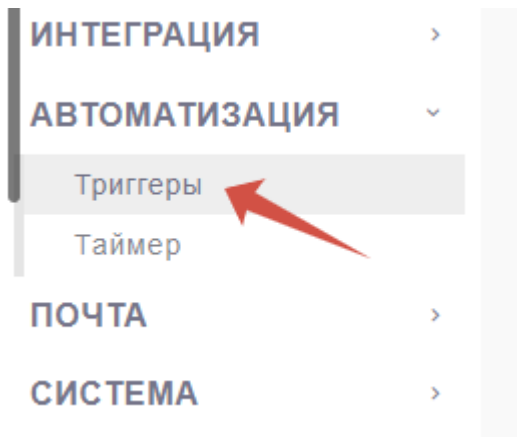 ИНТЕГРАЦИЯ
АВТОМАТИЗАЦИЯ
Триггеры
Таймер
ПОЧТА
СИСТЕМА